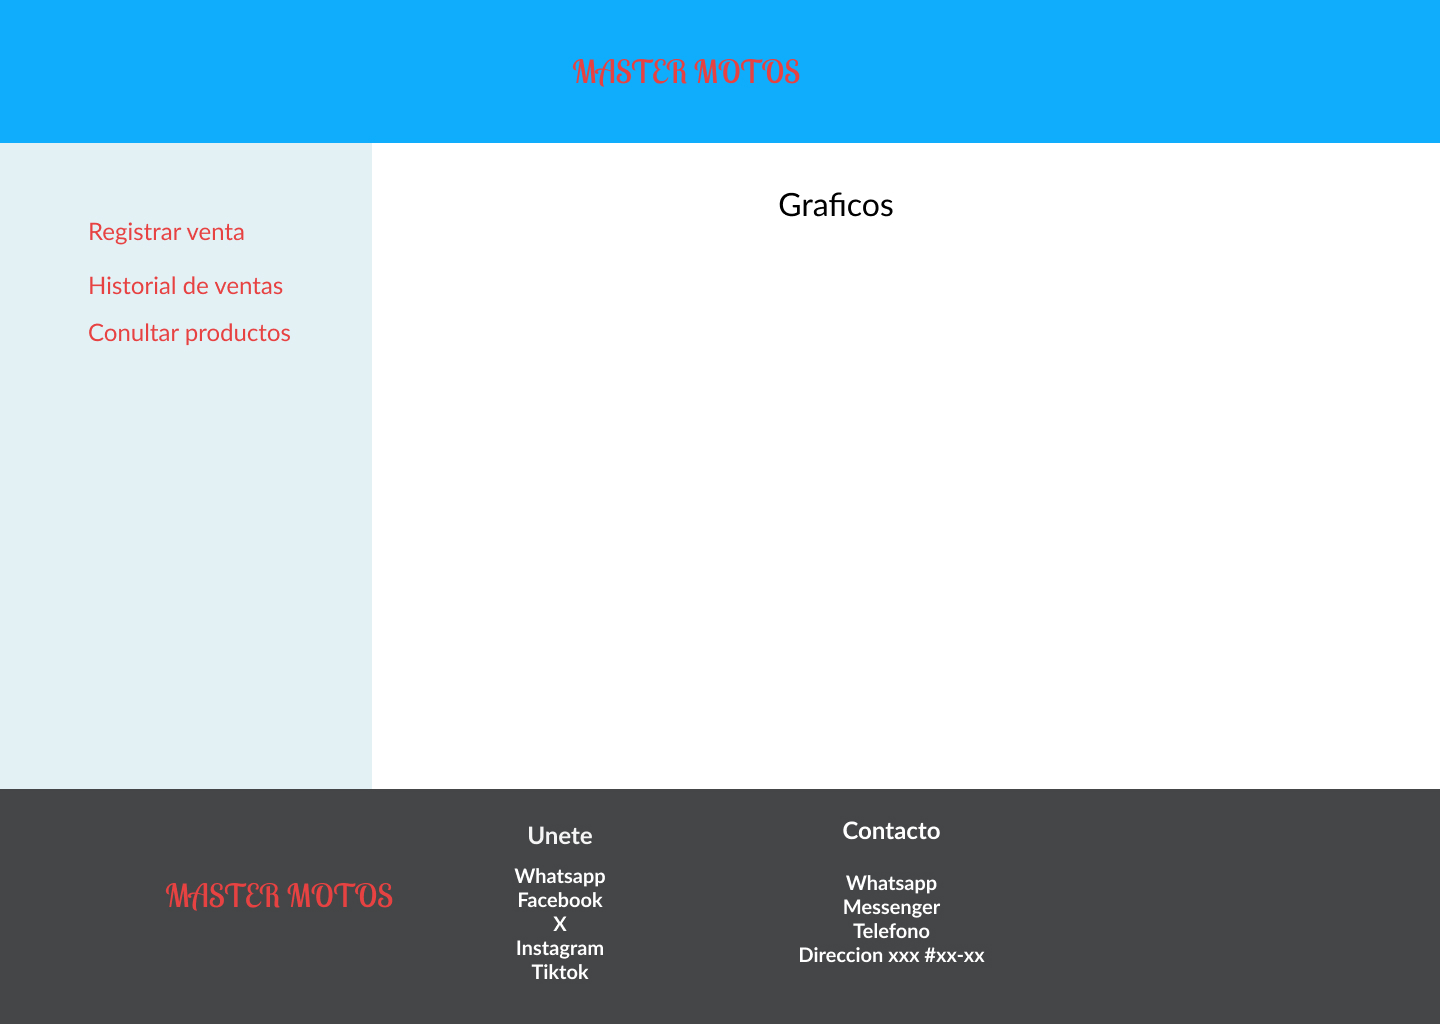 MASTER MOTOS
Registrar venta
Historial de ventas
Conultar productos
Graficos
MASTER MOTOS
Unete
Whatsapp
Facebook
X
Instagram
Tiktok
Contacto
Whatsapp
Messenger
Telefono
Direccion xxx #xx-xx